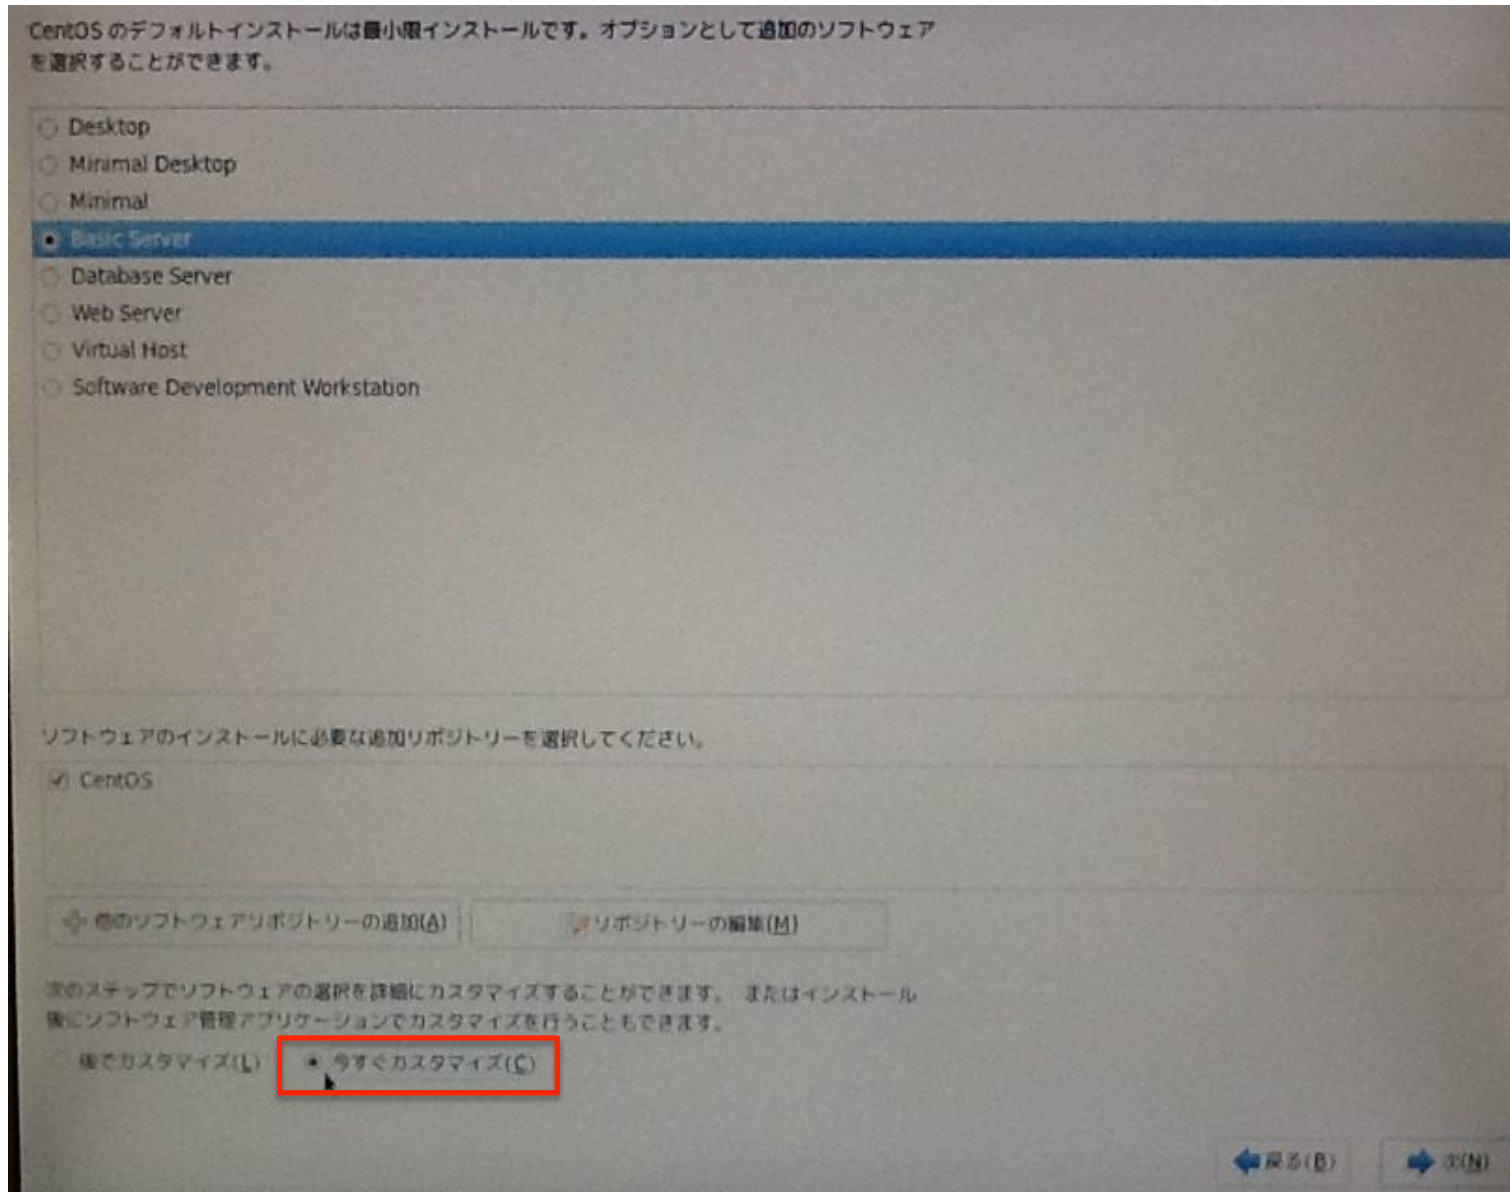 CentOS のデフォルトインストールは最小限インストールです。オプションとして追加のソフトウェア
を選択することができます。
Desktop
Minimal Desktop
Minimal
Basic Server
Database Server
Web Server
Virtual Host
Software Development Workstation
ソフトウェアのインストールに必要な追加リポジトリーを選択してください。
CentOS
他のソフトウェアリポジトリーの追加(A)
リポジトリーの編集(M)
次のステップでソフトウェアの選択を詳細にカスタマイズすることができます。 またはインストール
後にソフトウェア管理アプリケーションでカスタマイズを行うこともできます。
後でカスタマイズ(L)
今すぐカスタマイズ(C)
戻る(B)
次(N)